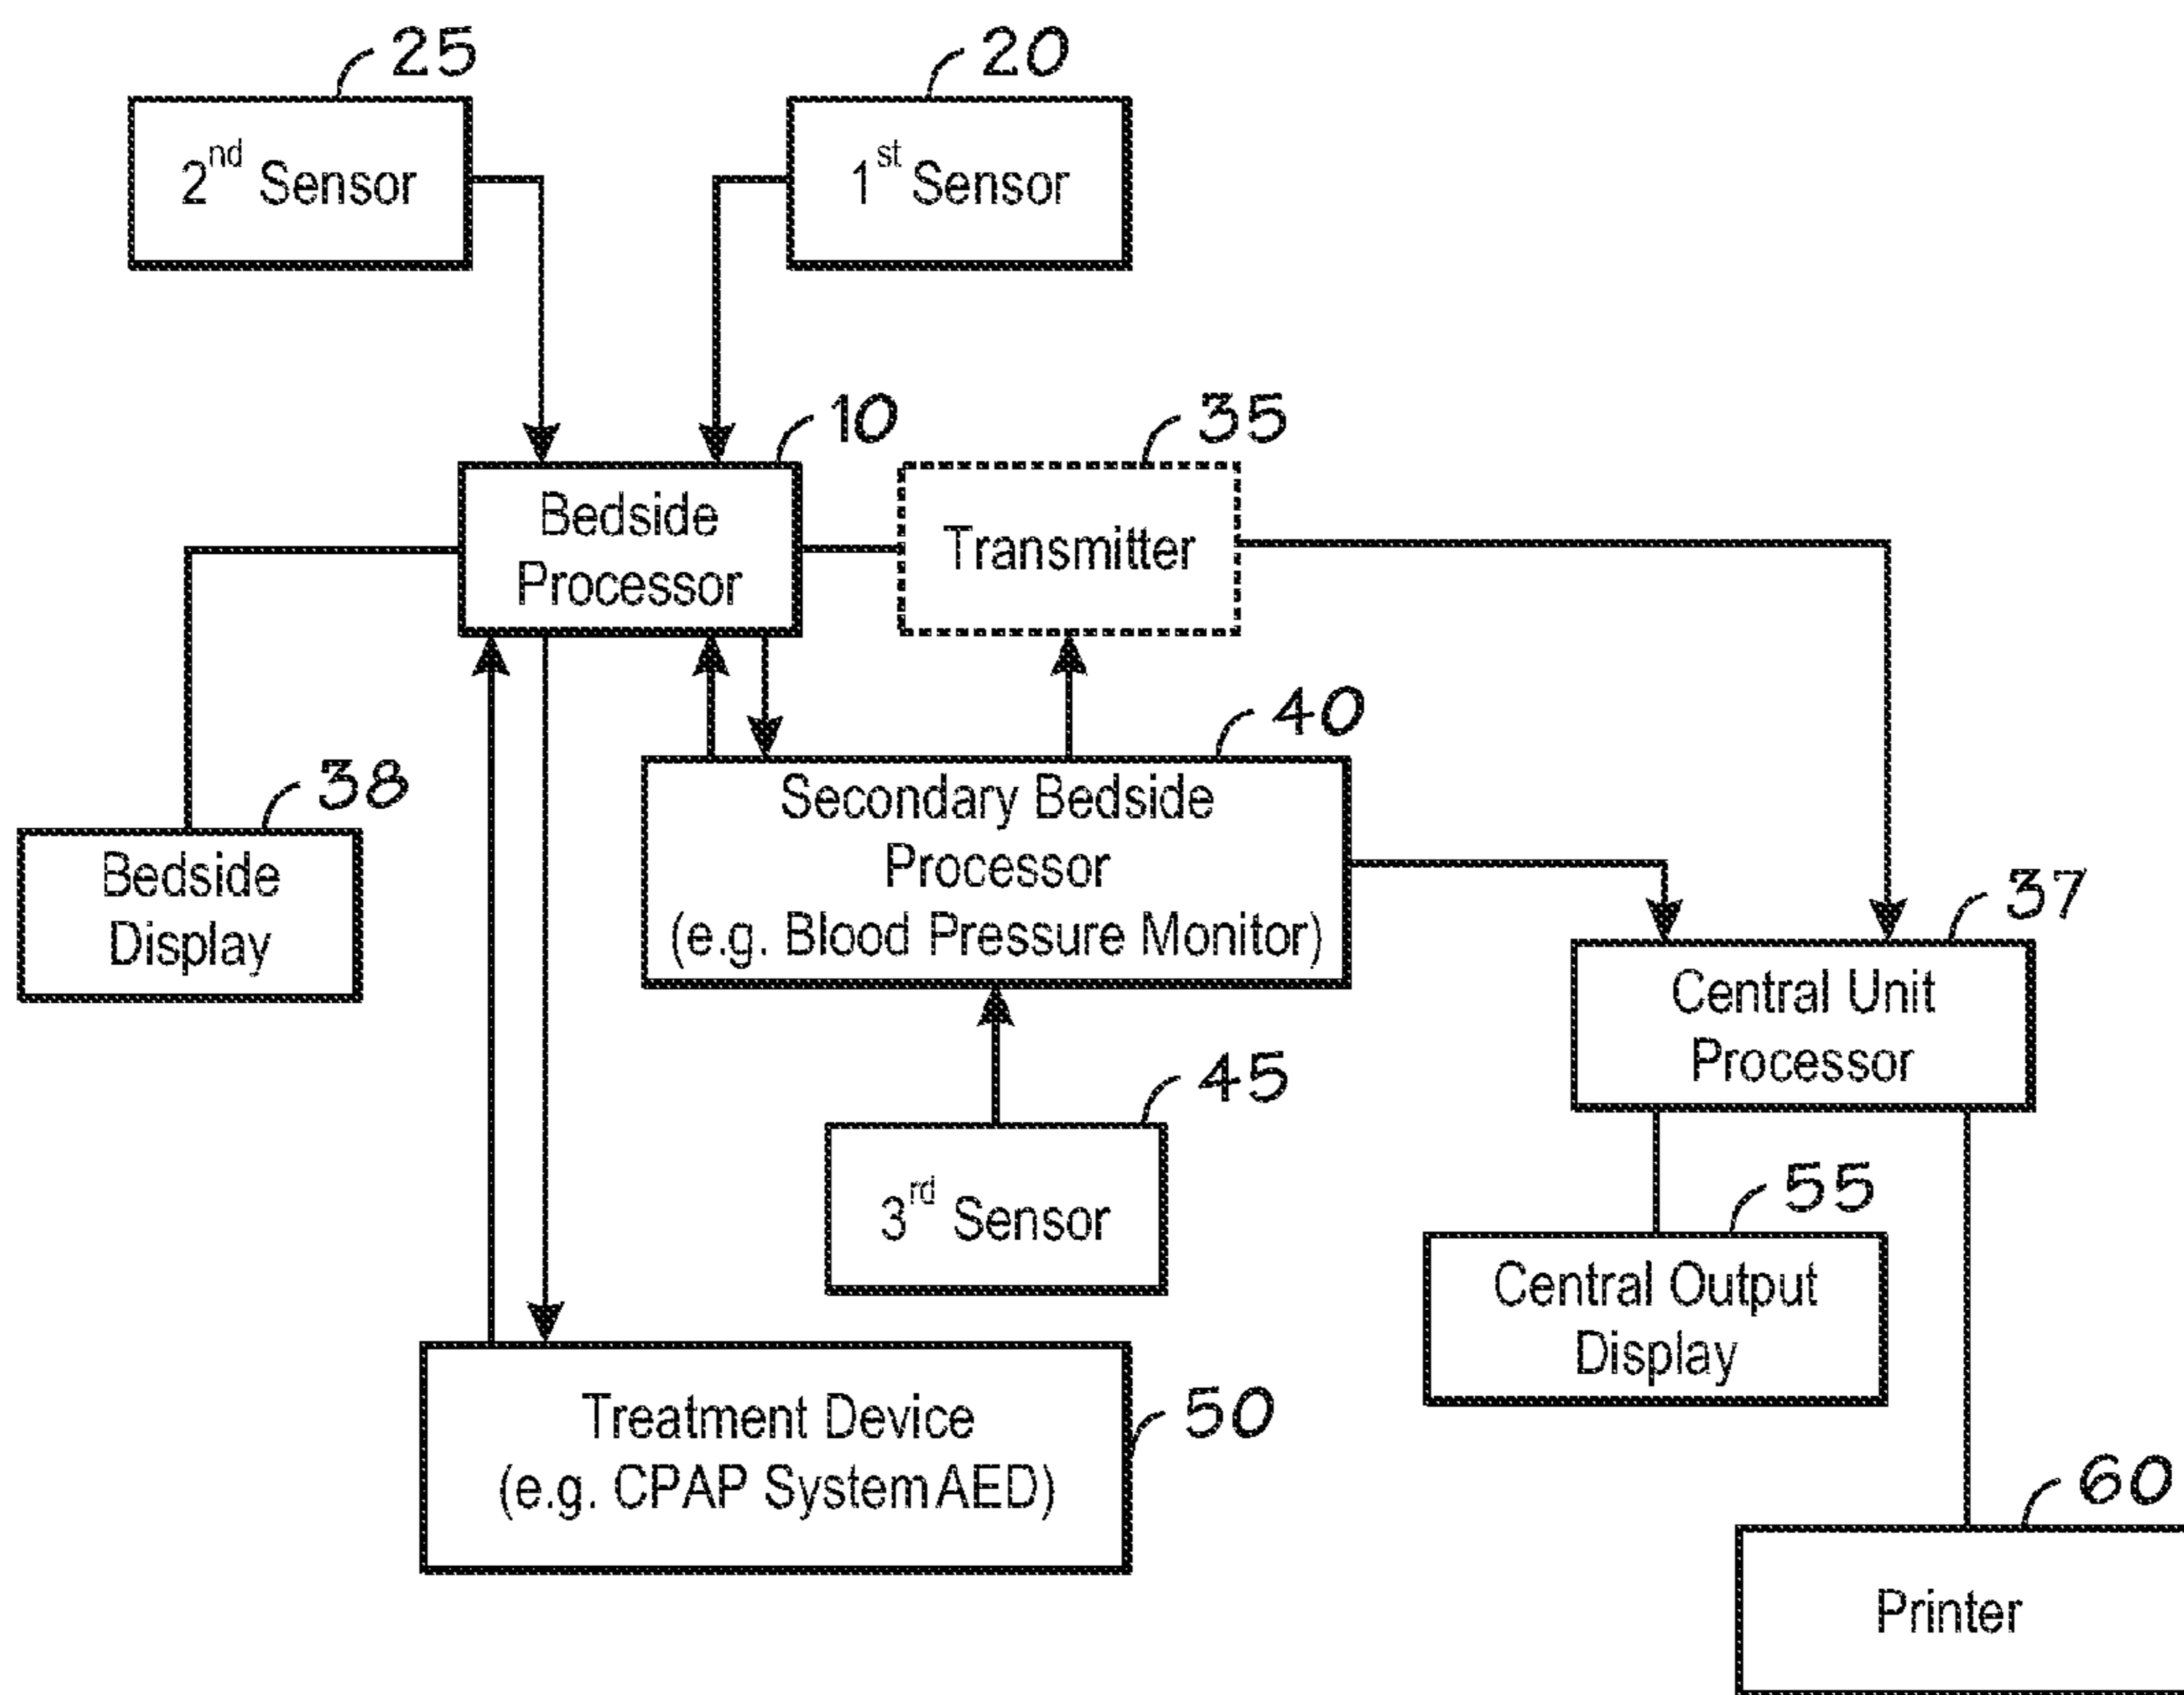 25
20
2nd Sensor
1st Sensor
10
35
Bedside
Processor
Transmitter
40
38
Secondary Bedside
Processor
(e.g. Blood Pressure Monitor)
Bedside
Display
37
Central Unit
Processor
45
3rd Sensor
55
Central Output
Display
50
Treatment Device
(e.g. CPAP System AED)
60
Printer